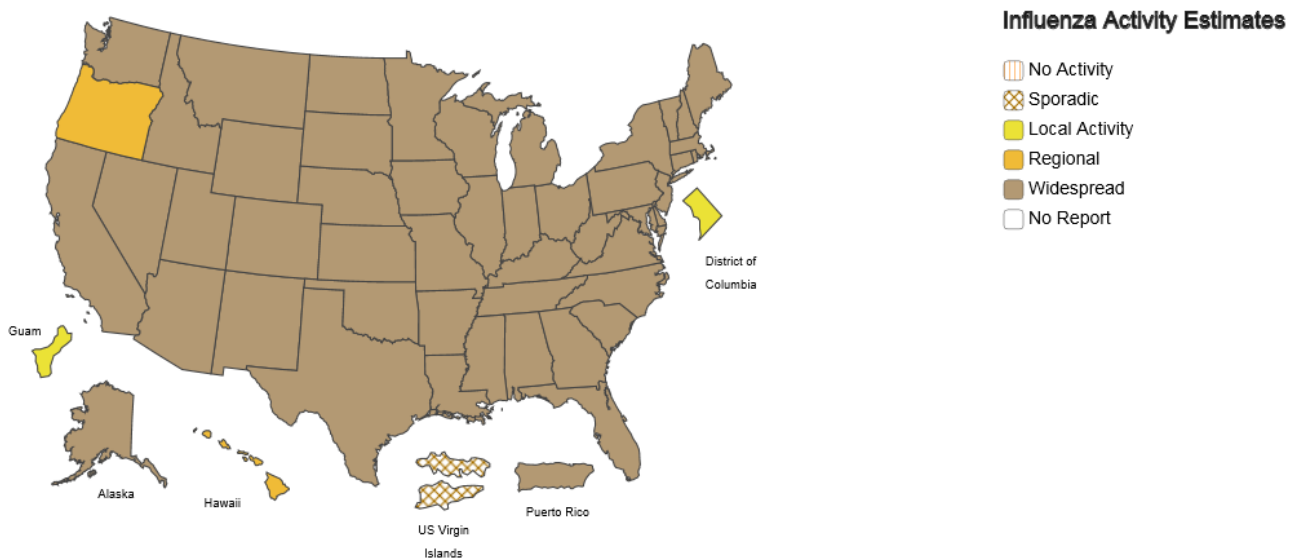 Influenza Activity Estimates
No Activity
Sporadic
Local Activity
Regional
Widespread
No Report
District of
Columbia
Guam
Alaska
Hawaii
US Virgin
Islands
Puerto Rico